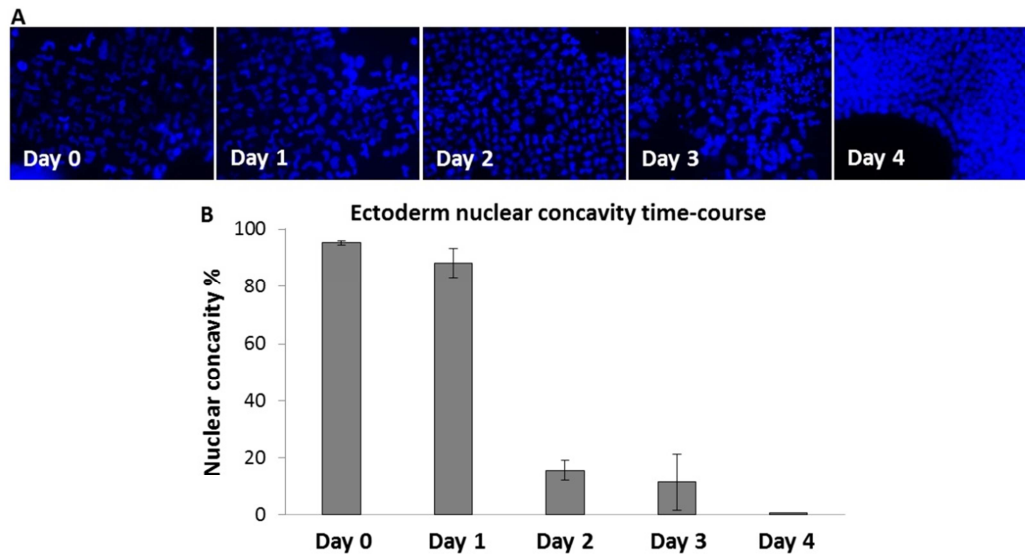 A
Day 0
Day 1
Day 2
Day 3
Day 4
B
Ectoderm nuclear concavity time-course
Nuclear concavity %
100
80
60
40
20
0
Day 0
Day 1
Day 2
Day 3
Day 4